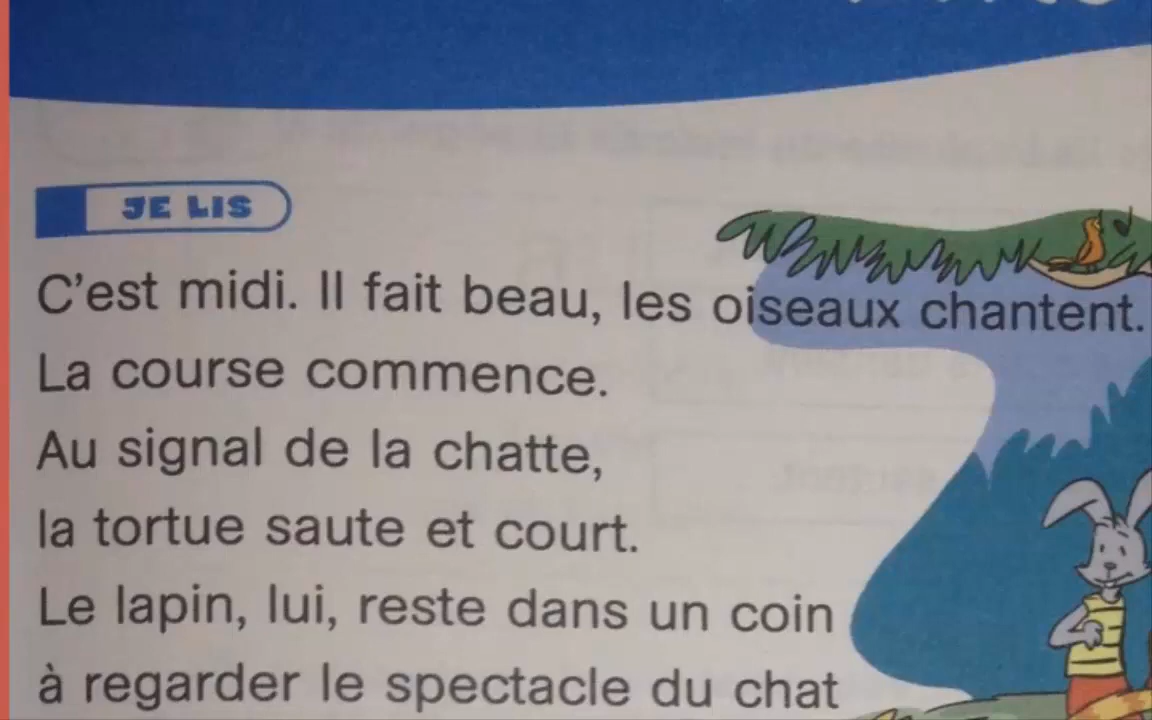 JE LIS
C'est midi. Il fait beau, les oiseaux chantent.
La course commence.
Au signal de la chatte,
la tortue saute et court.
Le lapin, lui, reste dans un coin
à regarder le spectacle du chat